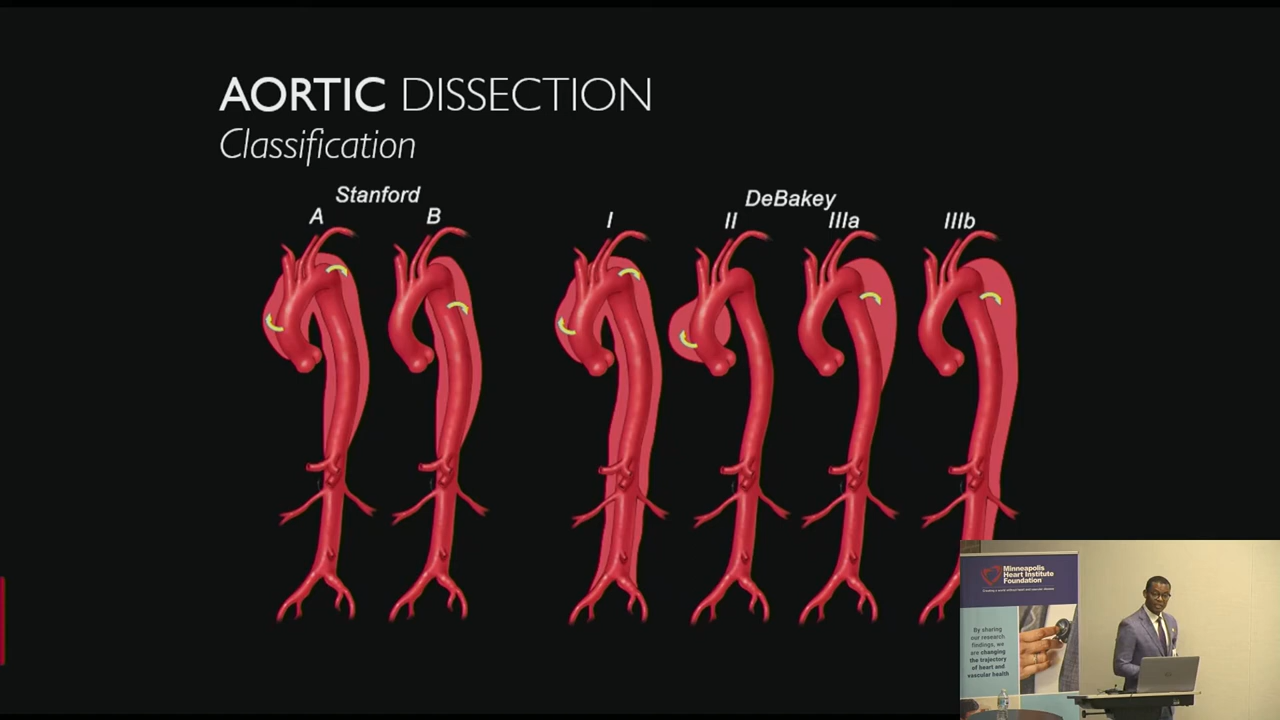 AORTIC DISSECTION
Classification
Stanford
A
B
DeBakey
I
II
IIIa
IIIb
Minneapolis
Heart Institute
Foundation
By sharing
our research
findings, we
are changing
the trajectory
of heart and
vascular health